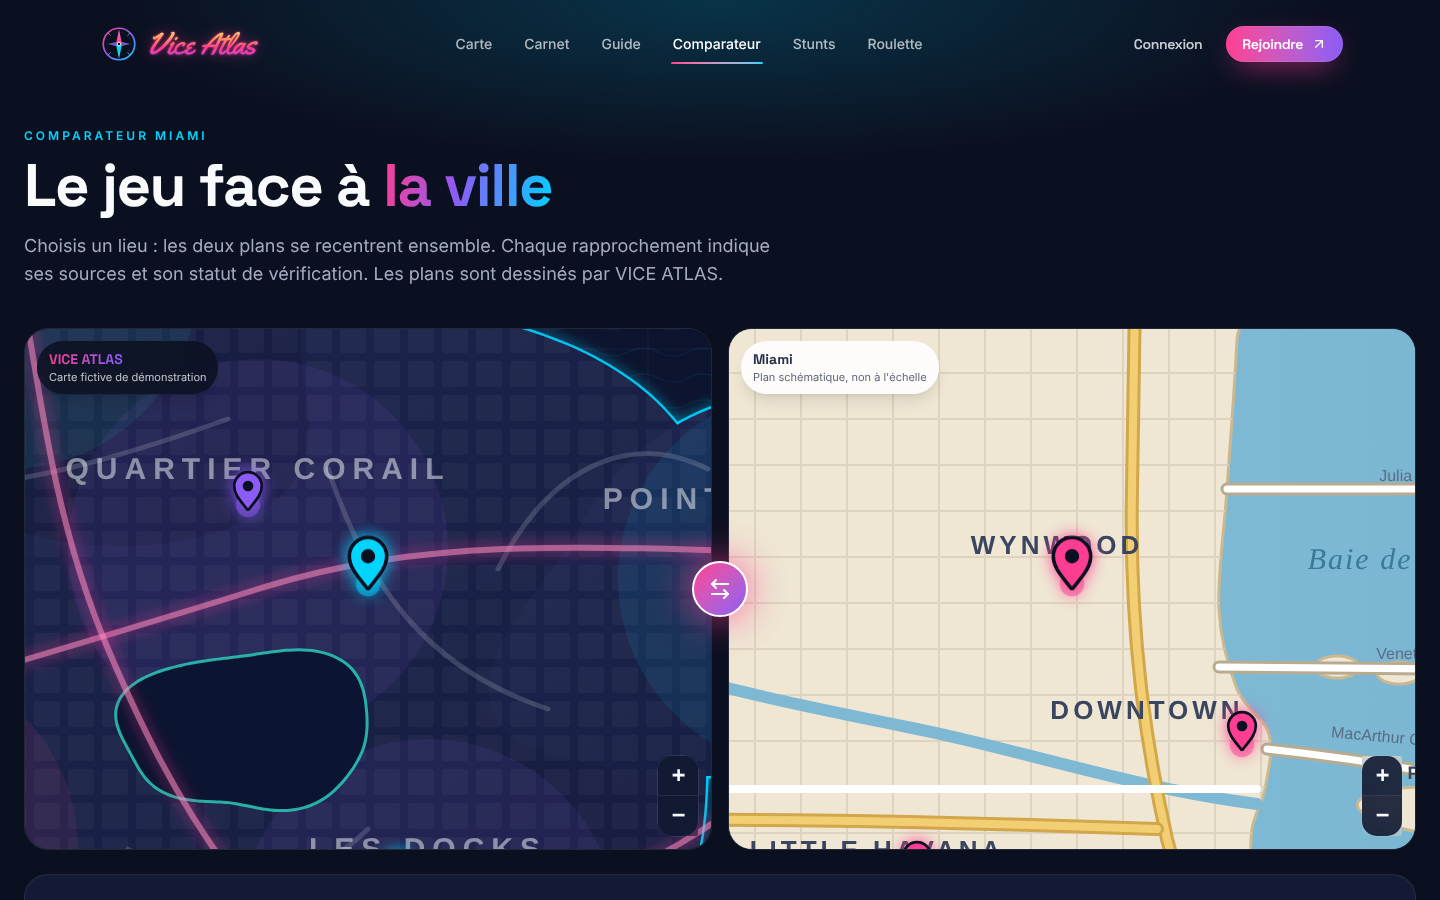 Vice Atlas
Carte
Carnet
Guide
Comparateur
Stunts
Roulette
Connexion
Rejoindre
COMPARATEUR MIAMI
Le jeu face à la ville
Choisis un lieu : les deux plans se recentrent ensemble. Chaque rapprochement indique
ses sources et son statut de vérification. Les plans sont dessinés par VICE ATLAS.
VICE ATLAS
Carte fictive de démonstration
QUARTIER CORAIL
POINT
LES DOCKS
+
−
Miami
Plan schématique, non à l'échelle
Julia
WYNWOOD
Baie de
Venet
DOWNTOWN
MacArthur C
LITTLE HAVANA
+
−